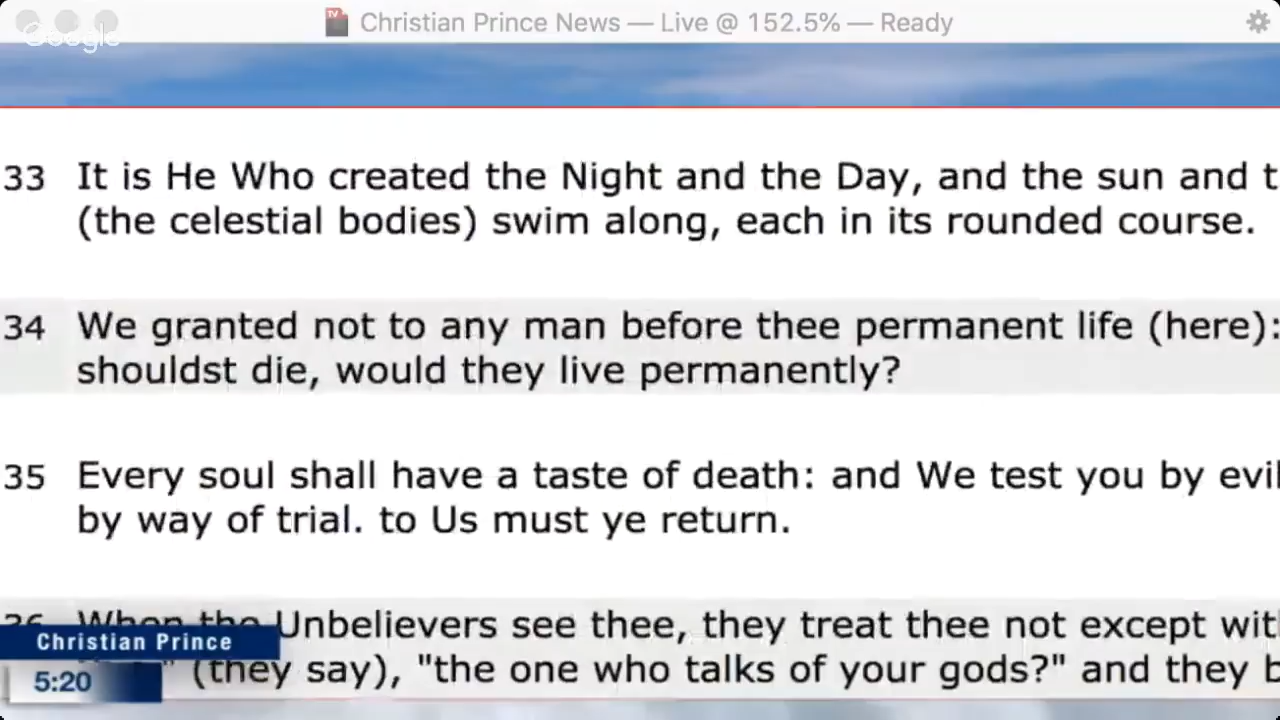 Google
Christian Prince News — Live @ 152.5% — Ready
33 It is He Who created the Night and the Day, and the sun and t
(the celestial bodies) swim along, each in its rounded course.
34 We granted not to any man before thee permanent life (here):
shouldst die, would they live permanently?
35 Every soul shall have a taste of death: and We test you by evil
by way of trial. to Us must ye return.
36 When the Unbelievers see thee, they treat thee not except wit
(they say), "the one who talks of your gods?" and they b
Christian Prince
5:20